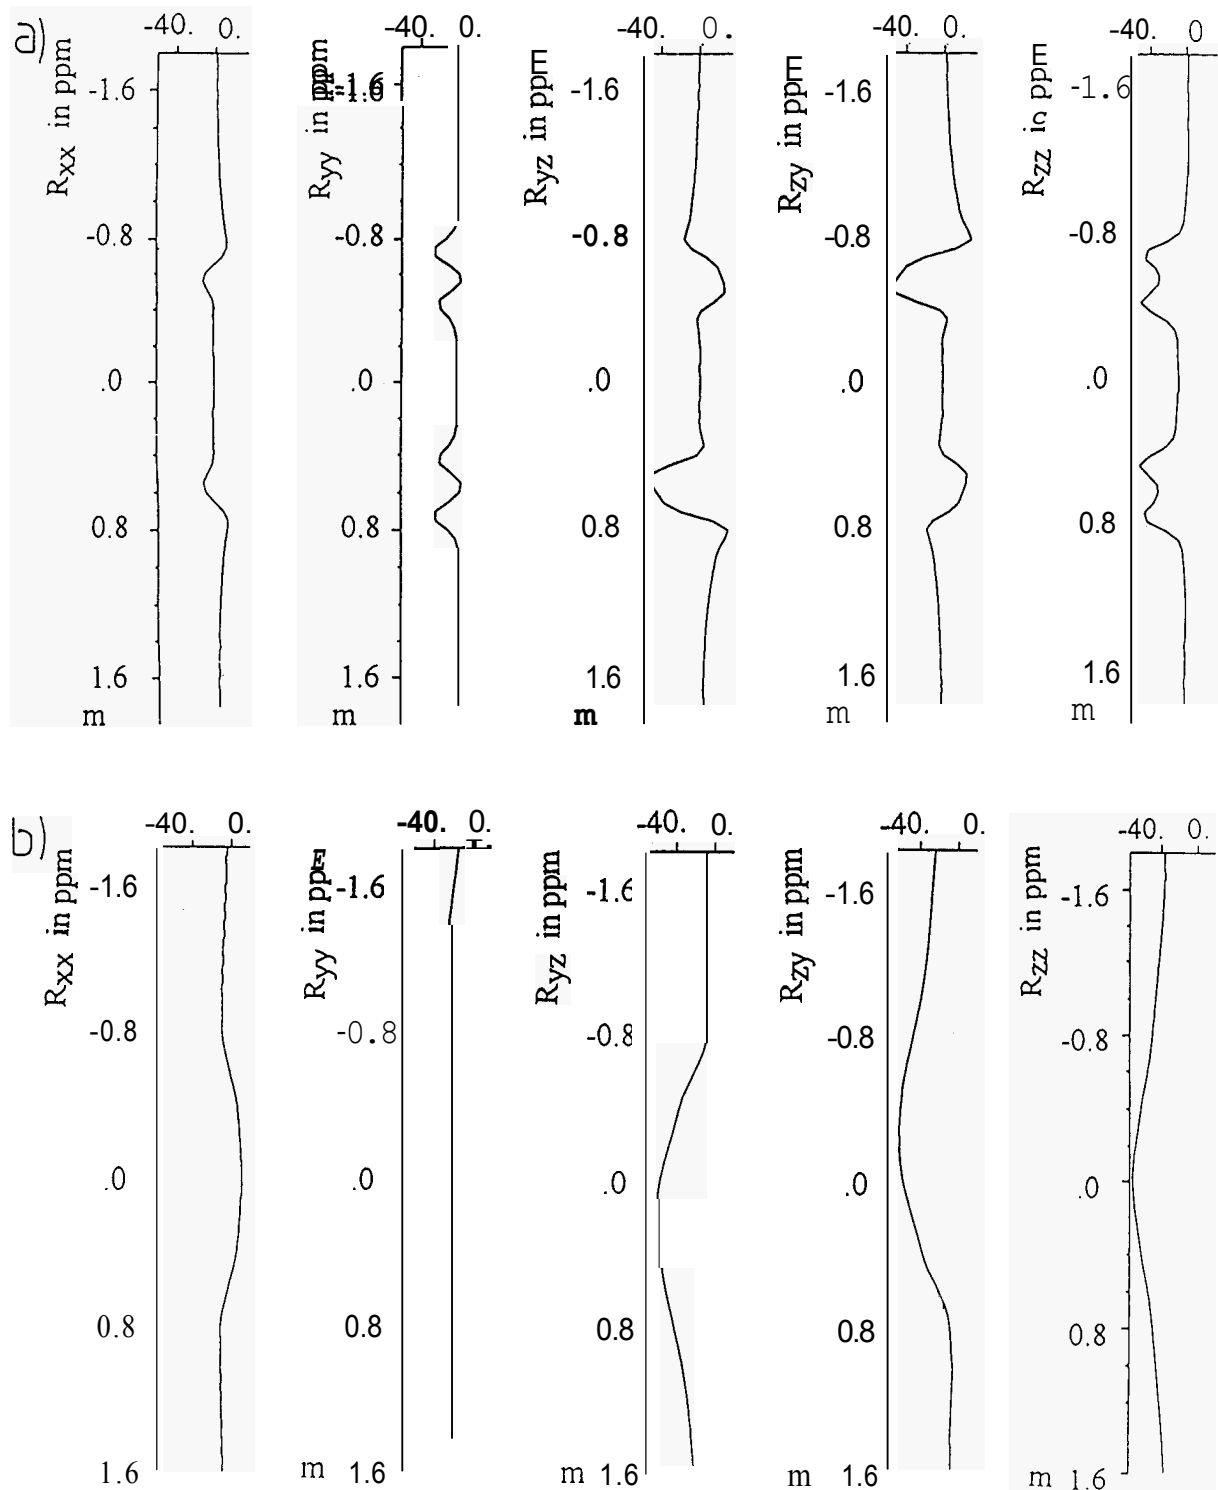 a)
-40. 0. -40. 0. -40. 0. -40. 0. -40. 0
Rxx in ppm Ryy in ppm Ryz in ppm Rzy in ppm Rzz in ppm
-1.6 -1.6 -1.6 -1.6 -1.6
-0.8 -0.8 -0.8 -0.8 -0.8
.0 .0 .0 .0 .0
0.8 0.8 0.8 0.8 0.8
1.6 1.6 1.6 1.6 1.6
m m m m m
b)
-40. 0. -40. 0. -40. 0. -40. 0. -40. 0.
Rxx in ppm Ryy in ppm Ryz in ppm Rzy in ppm Rzz in ppm
-1.6 -1.6 -1.6 -1.6 -1.6
-0.8 -0.8 -0.8 -0.8 -0.8
.0 .0 .0 .0 .0
0.8 0.8 0.8 0.8 0.8
1.6 m 1.6 m 1.6 m 1.6 m 1.6